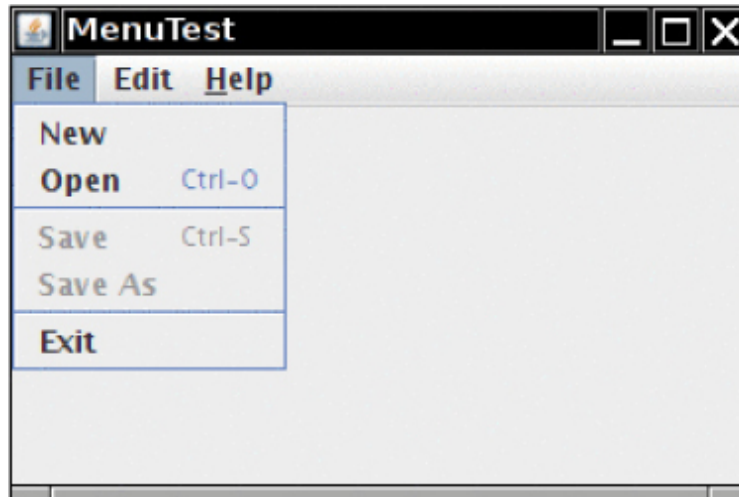 MenuTest
File Edit Help
New
Open Ctrl-O
Save Ctrl-S
Save As
Exit